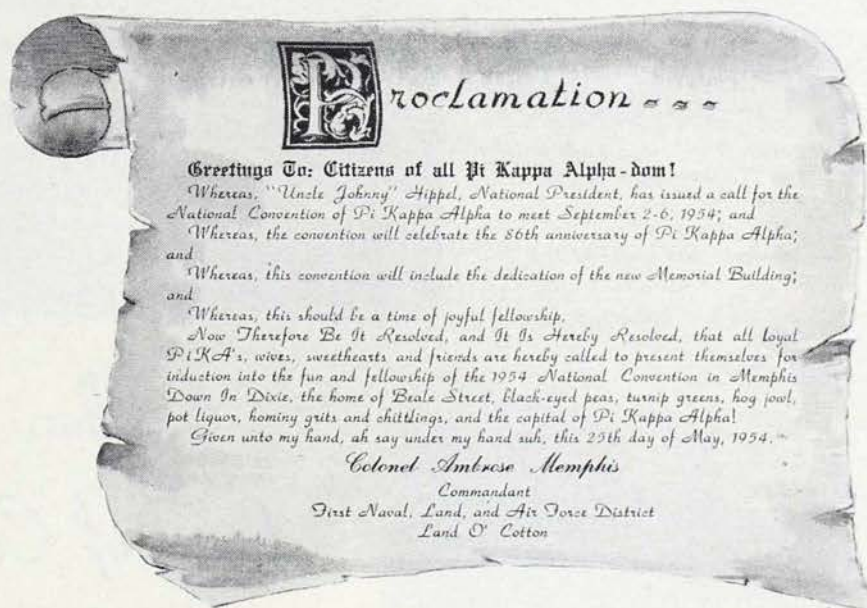 Proclamation - - -
Greetings To: Citizens of all Pi Kappa Alpha-dom!
Whereas, "Uncle Johnny" Hippel, National President, has issued a call for the
National Convention of Pi Kappa Alpha to meet September 2-6, 1954; and
Whereas, the convention will celebrate the 86th anniversary of Pi Kappa Alpha;
and
Whereas, this convention will include the dedication of the new Memorial Building;
and
Whereas, this should be a time of joyful fellowship,
Now Therefore Be It Resolved, and It Is Hereby Resolved, that all loyal
PiKA's, wives, sweethearts and friends are hereby called to present themselves for
induction into the fun and fellowship of the 1954 National Convention in Memphis
Down In Dixie, the home of Beale Street, black-eyed peas, turnip greens, hog jowl,
pot liquor, hominy grits and chittlings, and the capital of Pi Kappa Alpha!
Given unto my hand, ah say under my hand suh, this 25th day of May, 1954.
Colonel Ambrose Memphis
Commandant
First Naval, Land, and Air Force District
Land O' Cotton